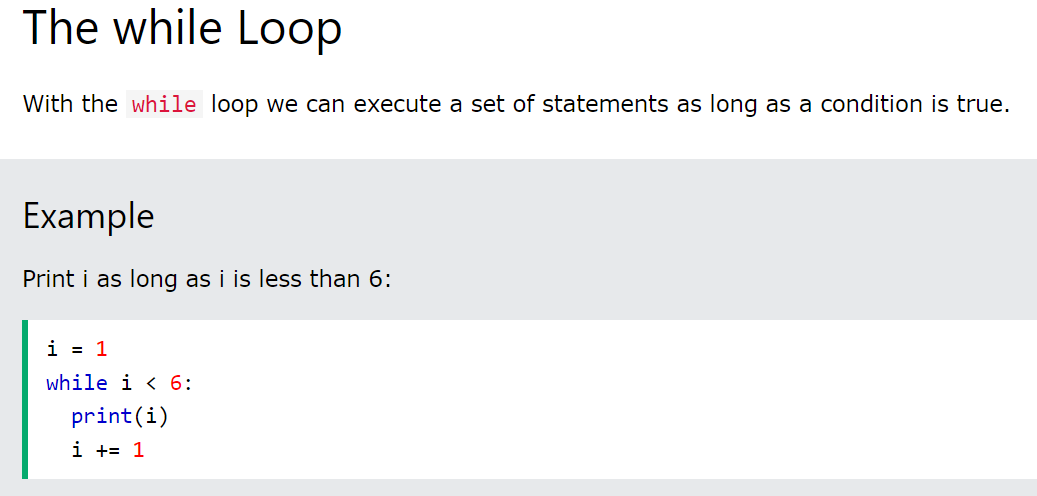 The while Loop
With the while loop we can execute a set of statements as long as a condition is true.
Example
Print i as long as i is less than 6:
i = 1
while i < 6:
  print(i)
  i += 1